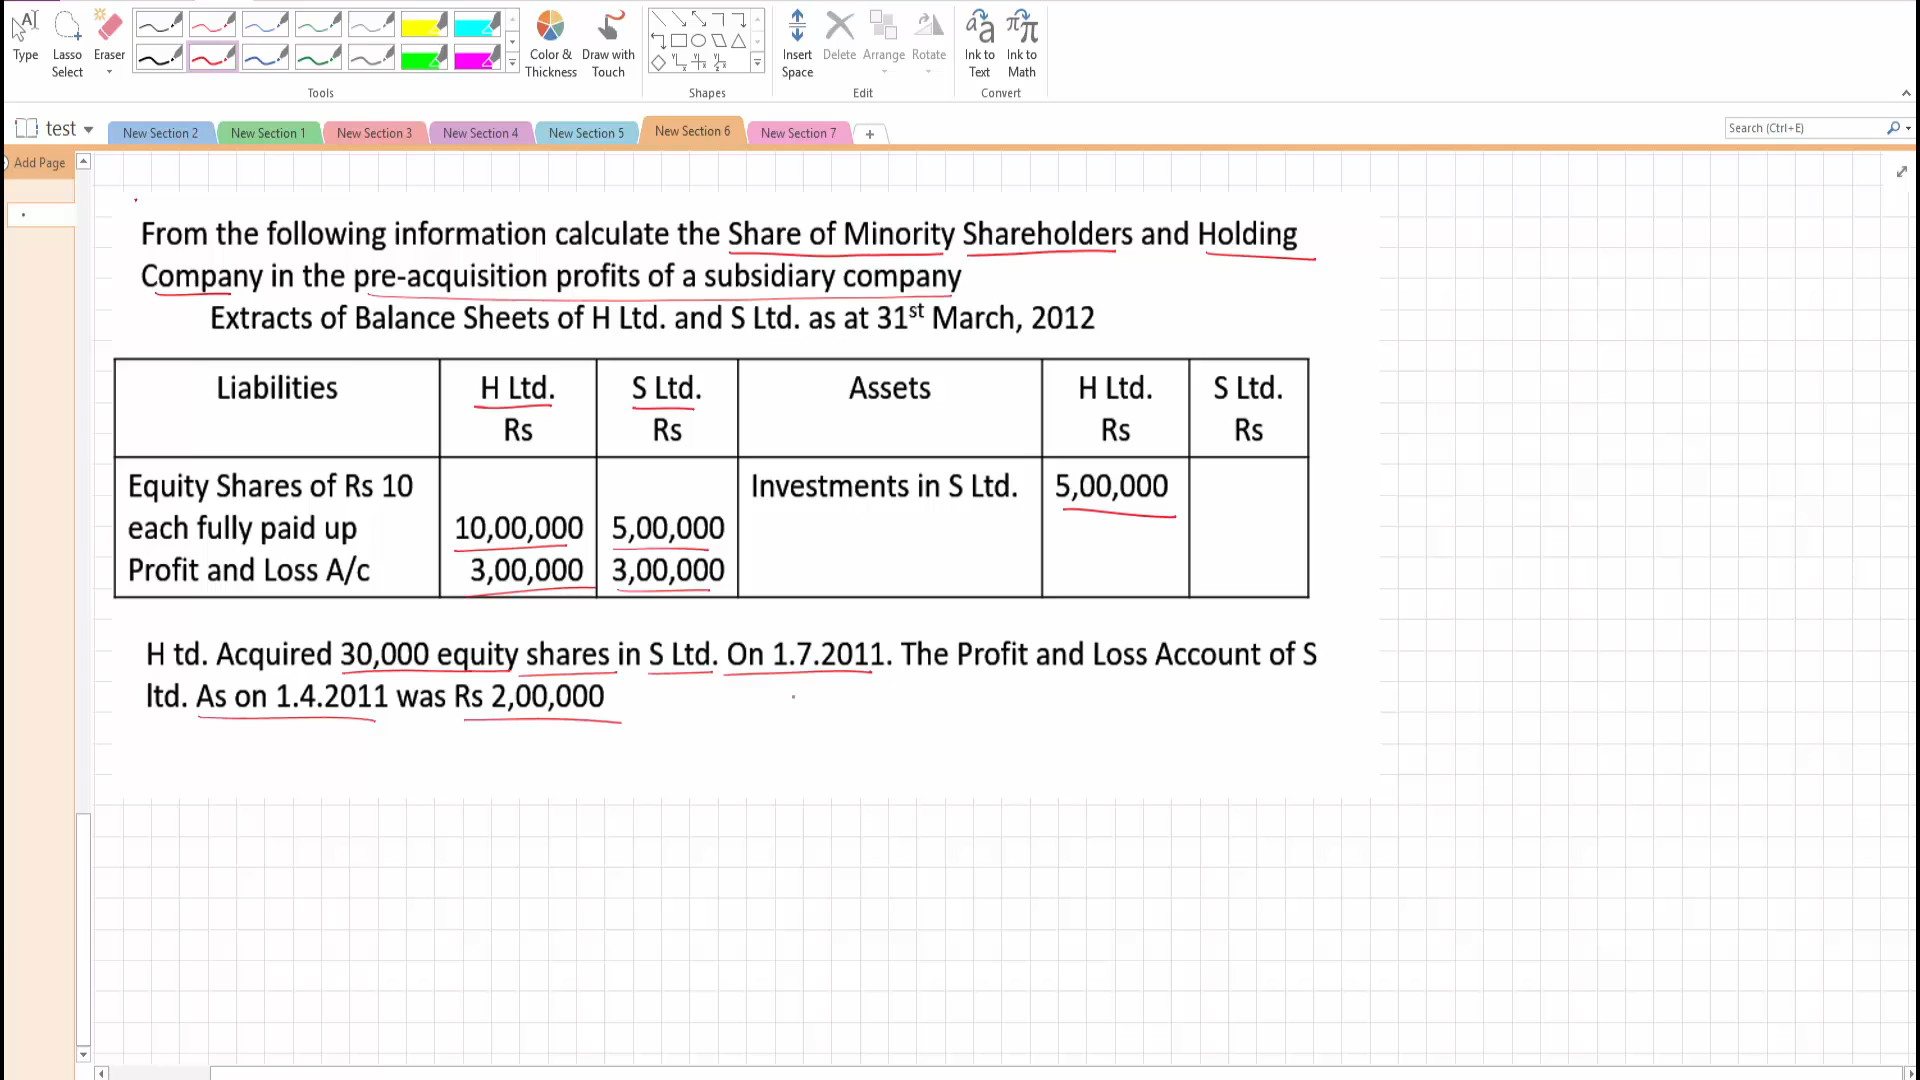 Type
Lasso Select
Eraser
Color & Thickness
Draw with Touch
Insert Space
Delete
Arrange
Rotate
Ink to Text
Ink to Math
Tools
Shapes
Edit
Convert
test
New Section 2
New Section 1
New Section 3
New Section 4
New Section 5
New Section 6
New Section 7
Search (Ctrl+E)
Add Page
From the following information calculate the Share of Minority Shareholders and Holding
Company in the pre-acquisition profits of a subsidiary company
Extracts of Balance Sheets of H Ltd. and S Ltd. as at 31st March, 2012
Liabilities H Ltd. S Ltd. Assets H Ltd. S Ltd.
Rs Rs Rs Rs
Equity Shares of Rs 10 Investments in S Ltd. 5,00,000
each fully paid up 10,00,000 5,00,000
Profit and Loss A/c 3,00,000 3,00,000
H td. Acquired 30,000 equity shares in S Ltd. On 1.7.2011. The Profit and Loss Account of S
ltd. As on 1.4.2011 was Rs 2,00,000